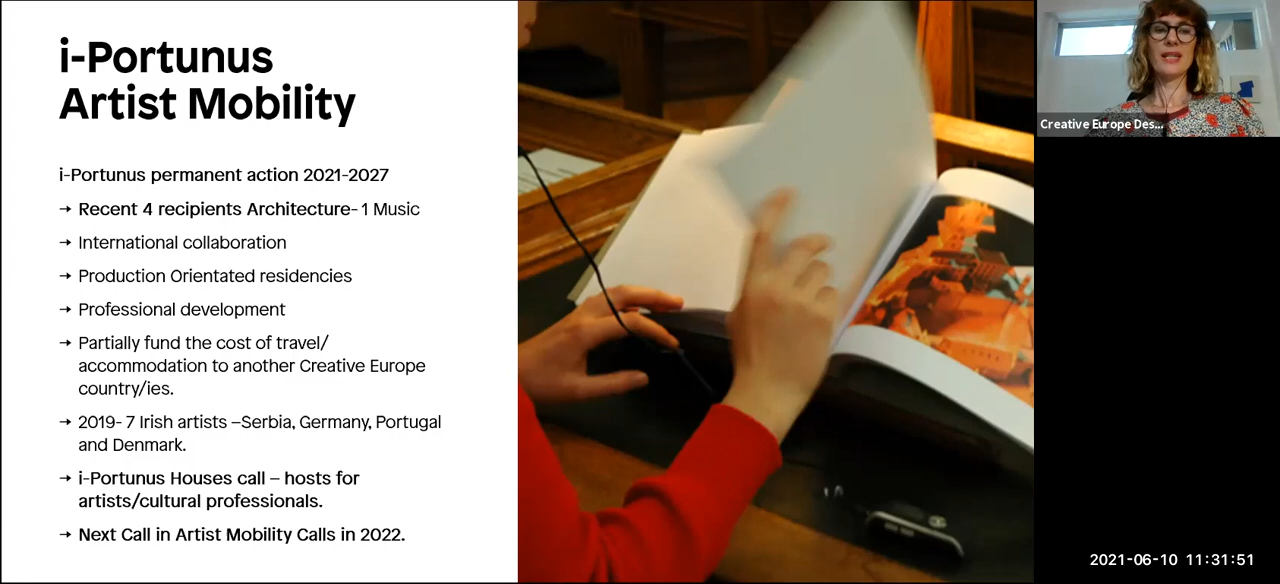 i-Portunus
Artist Mobility
i-Portunus permanent action 2021-2027
→ Recent 4 recipients Architecture- 1 Music
→ International collaboration
→ Production Orientated residencies
→ Professional development
→ Partially fund the cost of travel/
accommodation to another Creative Europe
country/ies.
→ 2019- 7 Irish artists –Serbia, Germany, Portugal
and Denmark.
→ i-Portunus Houses call – hosts for
artists/cultural professionals.
→ Next Call in Artist Mobility Calls in 2022.
Creative Europe Des...
2021-06-10 11:31:51